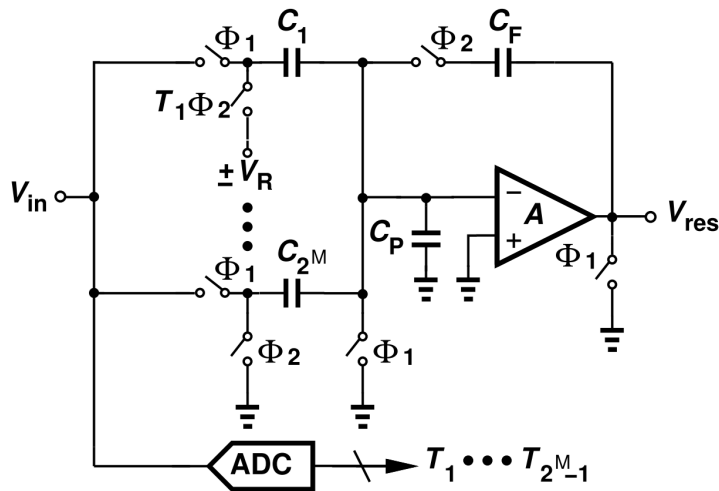 Φ1 C1 Φ2 CF
T1Φ2
±VR
Vin
A
− +
Vres
CP
Φ1 C2M Φ1
Φ2 Φ1
ADC T1 ••• T2M−1